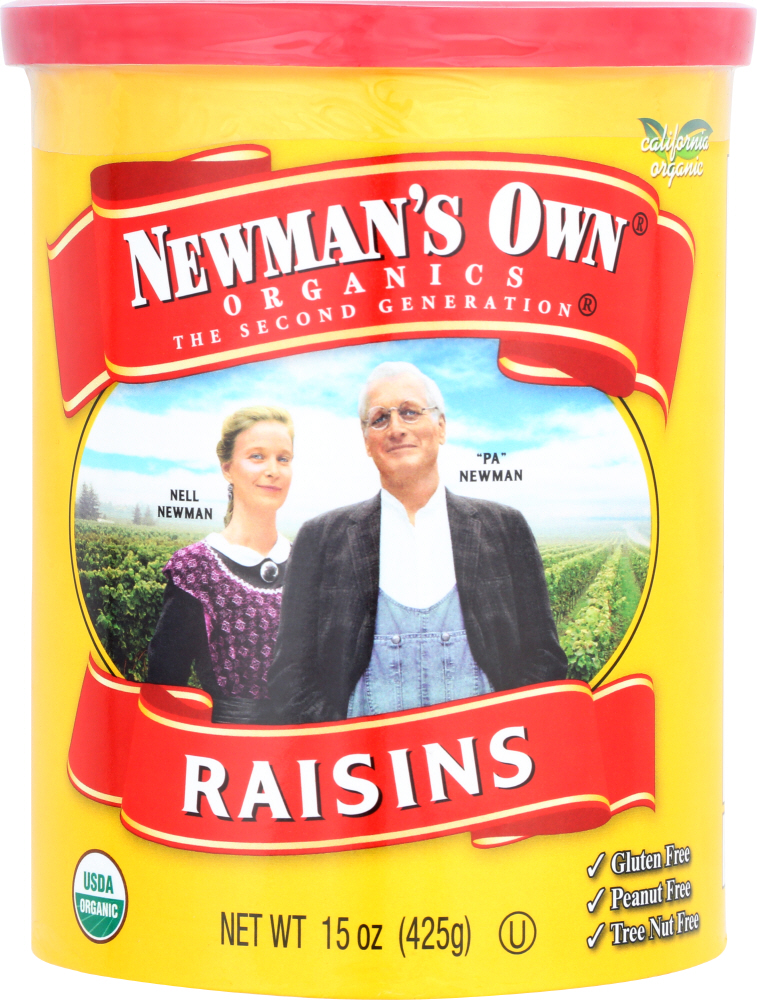 california
organic
NEWMAN'S OWN®
ORGANICS
THE SECOND GENERATION®
"PA"
NEWMAN
NELL
NEWMAN
RAISINS
USDA
ORGANIC
NET WT 15 oz (425g) U
✓ Gluten Free
✓ Peanut Free
✓ Tree Nut Free